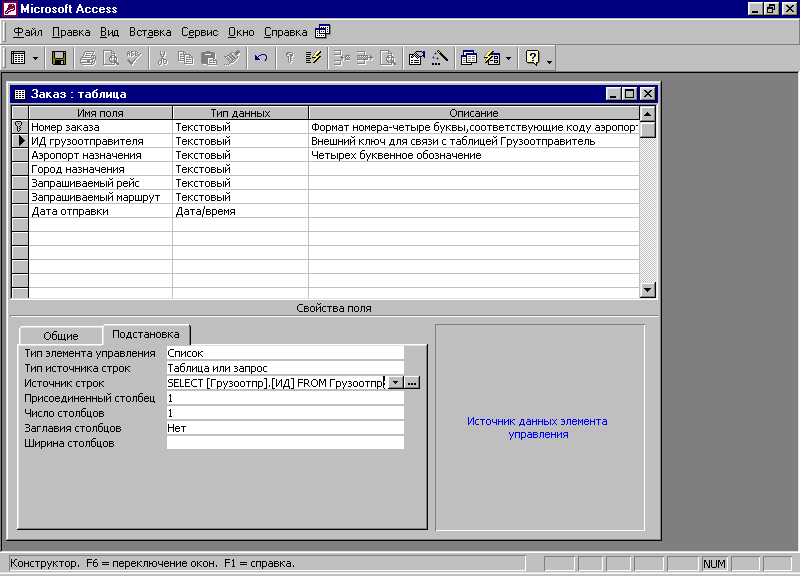 Microsoft Access
Файл Правка Вид Вставка Сервис Окно Справка
Заказ : таблица
Имя поля Тип данных Описание
Номер заказа Текстовый Формат номера-четыре буквы,соответствующие коду аэропорт
ИД грузоотправителя Текстовый Внешний ключ для связи с таблицей Грузоотправитель
Аэропорт назначения Текстовый Четырех буквенное обозначение
Город назначения Текстовый
Запрашиваемый рейс Текстовый
Запрашиваемый маршрут Текстовый
Дата отправки Дата/время
Свойства поля
Общие Подстановка
Тип элемента управления Список
Тип источника строк Таблица или запрос
Источник строк SELECT [Грузоотпр].[ИД] FROM Грузоотпр
Присоединенный столбец 1
Число столбцов 1
Заглавия столбцов Нет
Ширина столбцов
Источник данных элемента
управления
Конструктор. F6 = переключение окон. F1 = справка. NUM